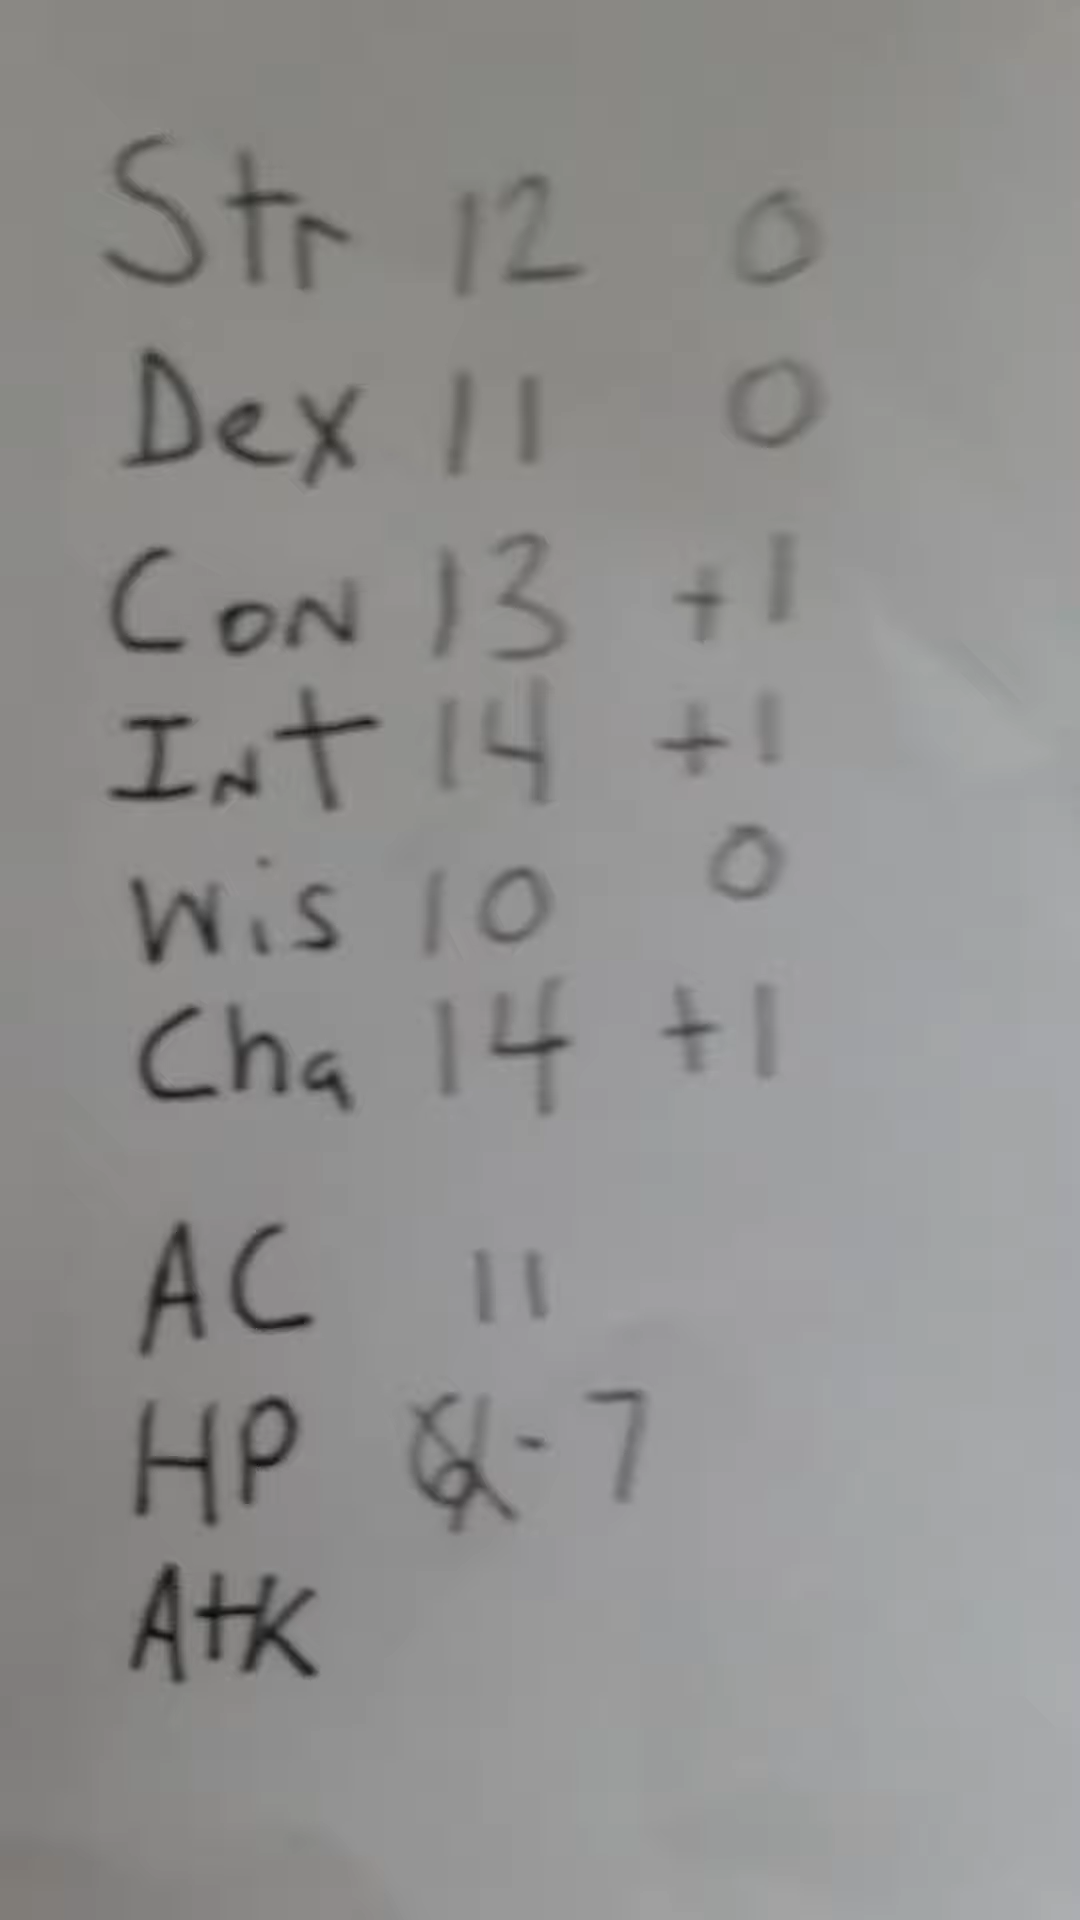 Str 12 0
Dex 11 0
CON 13 +1
INT 14 +1
Wis 10 0
Cha 14 +1
AC 11
HP - 7
AtK